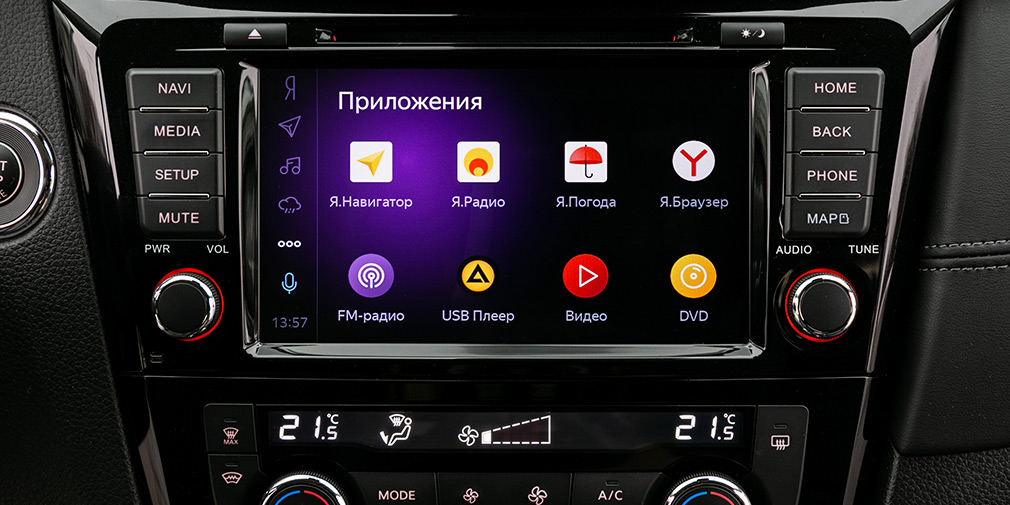 NAVI
MEDIA
SETUP
MUTE
PWR VOL
HOME
BACK
PHONE
MAP
AUDIO TUNE
Я
Приложения
Я.Навигатор Я.Радио Я.Погода Я.Браузер
FM-радио USB Плеер Видео DVD
13:57
21.5°C 21.5°C
MAX
MODE A/C